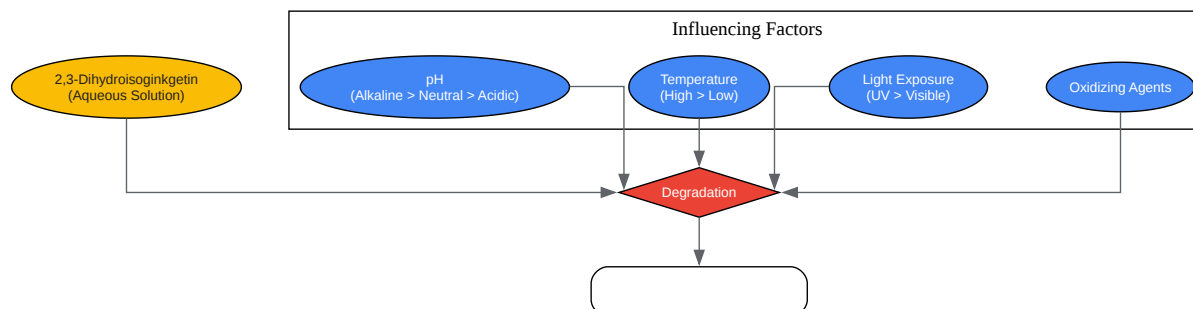 Influencing Factors
2,3-Dihydroisoginkgetin
(Aqueous Solution)
pH
(Alkaline > Neutral > Acidic)
Temperature
(High > Low)
Light Exposure
(UV > Visible)
Oxidizing Agents
Degradation